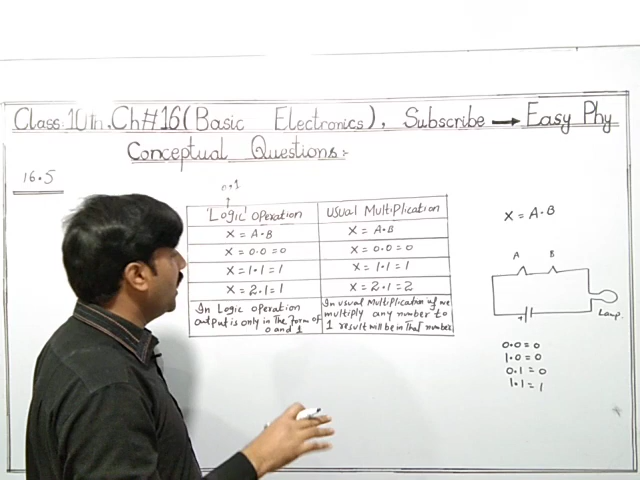 Class 10th. Ch#16 (Basic Electronics), Subscribe → Easy Phy
Conceptual Questions:-
16.5
0.1
Logic Operation
X = A.B
X = 0.0 = 0
X = 1.1 = 1
X = 2.1 = 1
In Logic operation
output is only in The form of
0 and 1
Usual Multiplication
X = A.B
X = 0.0 = 0
X = 1.1 = 1
X = 2.1 = 2
In usual Multiplication if we
multiply any number to
1 result will be in That number
X = A.B
A B
+
Lamp.
0.0 = 0
1.0 = 0
0.1 = 0
1.1 = 1